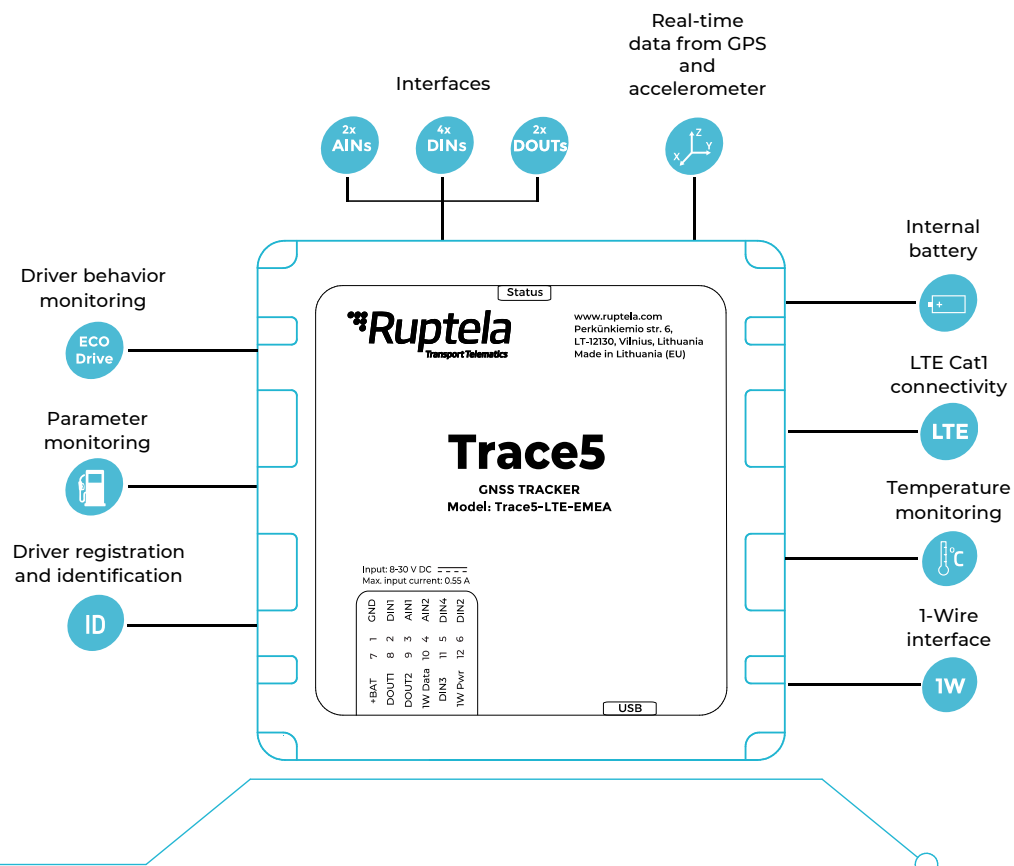 Real-time
data from GPS
and
accelerometer
Interfaces
2x
AINs
4x
DINs
2x
DOUTs
Z
Y
X
Internal
battery
+
Driver behavior
monitoring
ECO
Drive
LTE Cat1
connectivity
LTE
Parameter
monitoring
Temperature
monitoring
°C
Driver registration
and identification
ID
1-Wire
interface
1W
Status
Ruptela
Transport Telematics
www.ruptela.com
Perkūnkiemio str. 6,
LT-12130, Vilnius, Lithuania
Made in Lithuania (EU)
Trace5
GNSS TRACKER
Model: Trace5-LTE-EMEA
Input: 8-30 V DC
Max. input current: 0.55 A
GND DIN1 AIN1 AIN2 DIN4 DIN2
1 2 3 4 5 6
7 8 9 10 11 12
+BAT DOUT1 DOUT2 1W Data DIN3 1W Pwr
USB